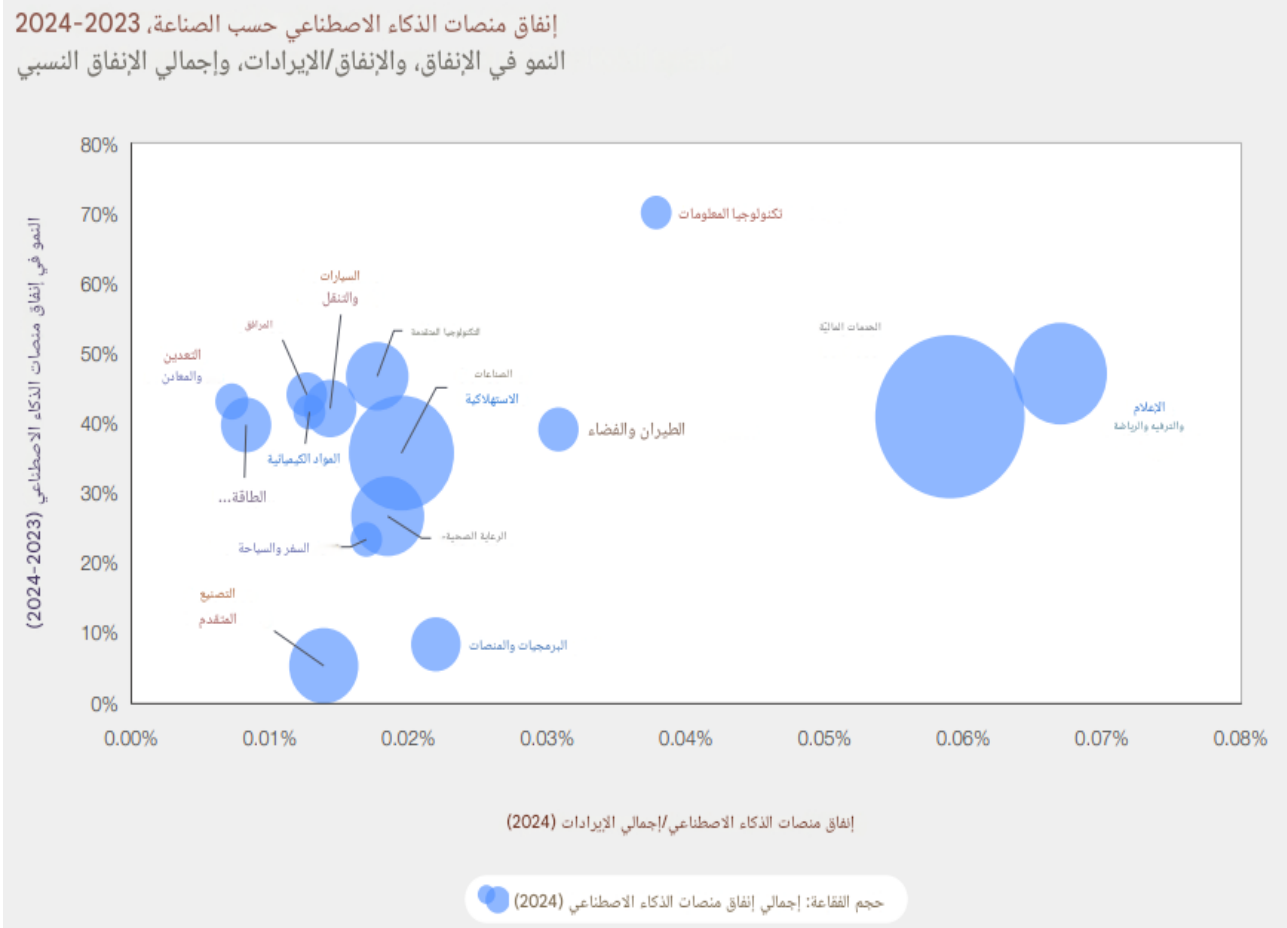 إنفاق منصات الذكاء الاصطناعي حسب الصناعة، 2023-2024
النمو في الإنفاق، والإنفاق/الإيرادات، وإجمالي الإنفاق النسبي
النمو في إنفاق منصات الذكاء الاصطناعي (2023-2024)
80%
70%
60%
50%
40%
30%
20%
10%
0%
تكنولوجيا المعلومات
السيارات
والتنقل
المرافق
التكنولوجيا المتقدمة
الخدمات الماليّة
التعدين
والمعادن
الصناعات
الاستهلاكية
الإعلام
والترفيه والرياضة
الطيران والفضاء
المواد الكيميائية
الطاقة...
الرعاية الصحية-
السفر والسياحة
التصنيع
المتقدم
البرمجيات والمنصات
0.00% 0.01% 0.02% 0.03% 0.04% 0.05% 0.06% 0.07% 0.08%
إنفاق منصات الذكاء الاصطناعي/إجمالي الإيرادات (2024)
حجم الفقاعة: إجمالي إنفاق منصات الذكاء الاصطناعي (2024)